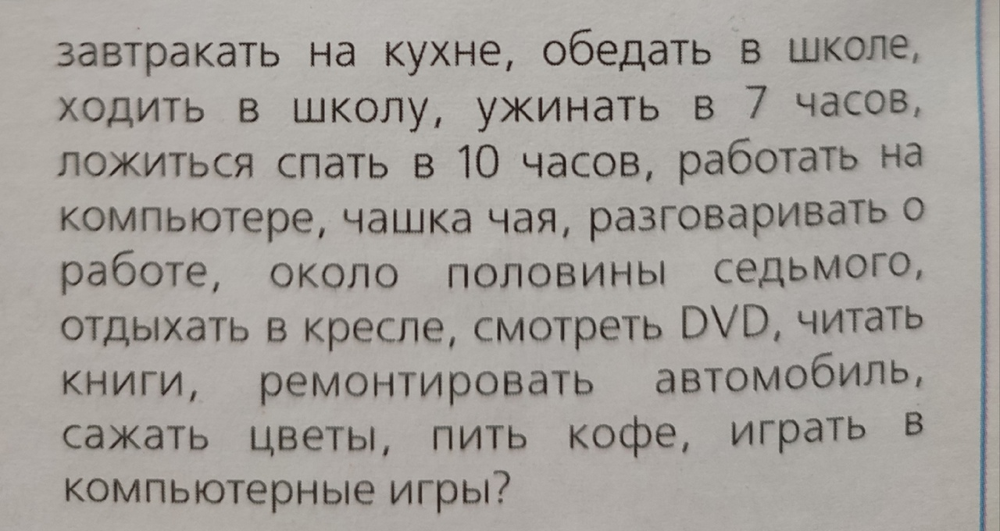 завтракать на кухне, обедать в школе,
ходить в школу, ужинать в 7 часов,
ложиться спать в 10 часов, работать на
компьютере, чашка чая, разговаривать о
работе, около половины седьмого,
отдыхать в кресле, смотреть DVD, читать
книги, ремонтировать автомобиль,
сажать цветы, пить кофе, играть в
компьютерные игры?